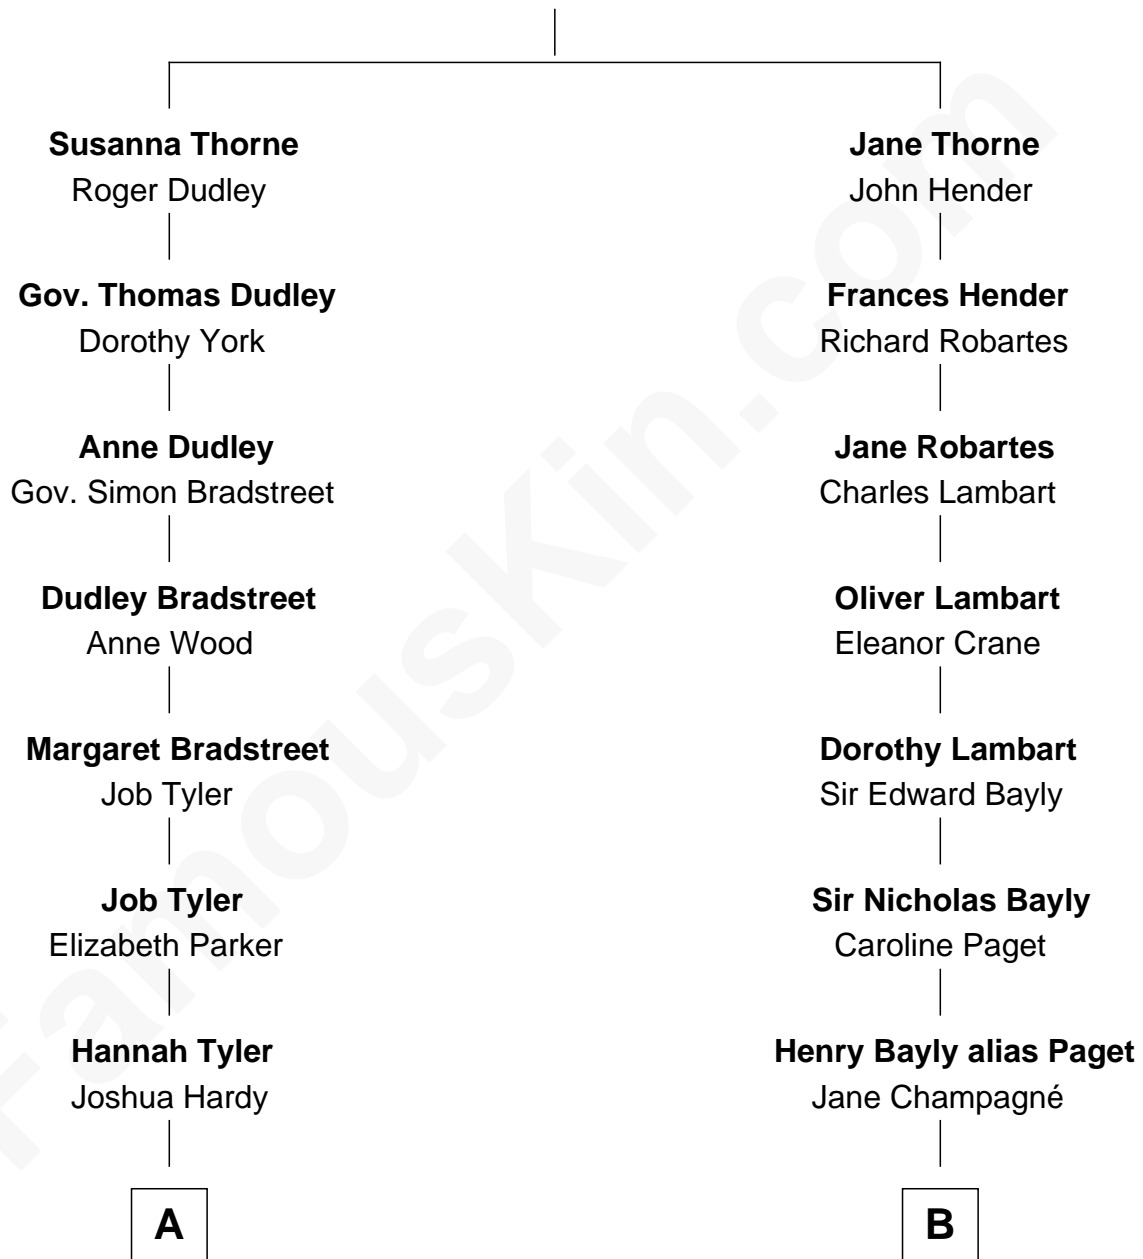 Susanna Thorne
Roger Dudley
Jane Thorne
John Hender
Gov. Thomas Dudley
Dorothy York
Frances Hender
Richard Robartes
Anne Dudley
Gov. Simon Bradstreet
Jane Robartes
Charles Lambart
Dudley Bradstreet
Anne Wood
Oliver Lambart
Eleanor Crane
Margaret Bradstreet
Job Tyler
Dorothy Lambart
Sir Edward Bayly
Job Tyler
Elizabeth Parker
Sir Nicholas Bayly
Caroline Paget
Hannah Tyler
Joshua Hardy
Henry Bayly alias Paget
Jane Champagné
A
B
FamousKin.com